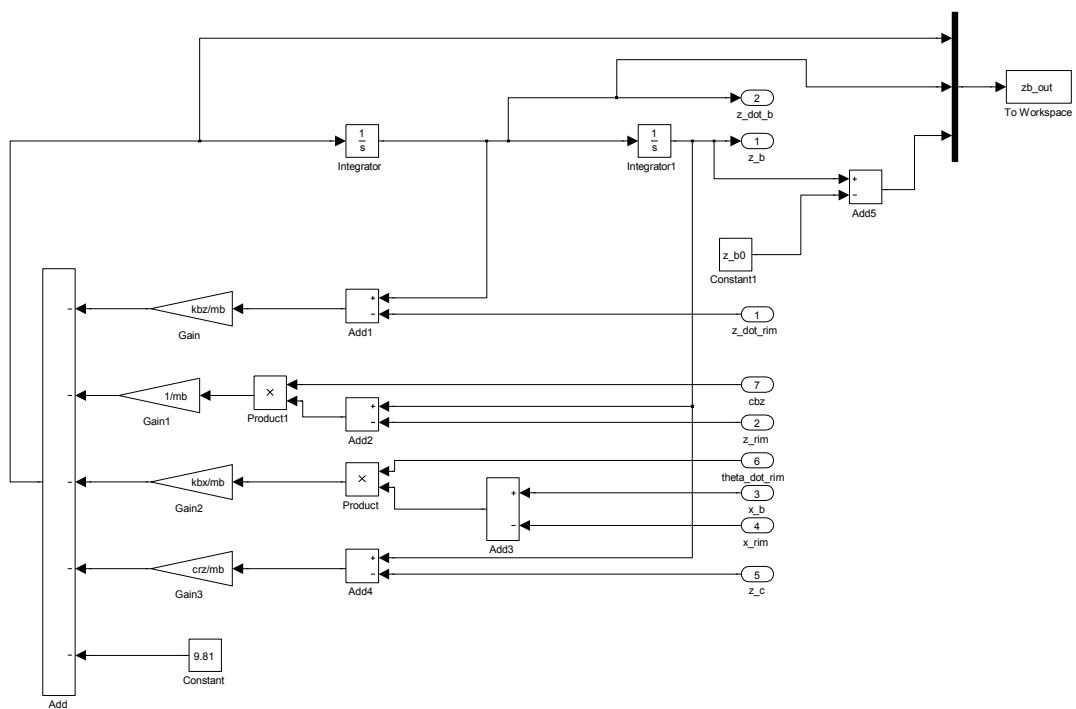 2
z_dot_b
zb_out
To Workspace
1
s
Integrator
1
s
Integrator1
1
z_b
+
−
Add5
z_b0
Constant1
−
kbz/mb
Gain
+
−
Add1
1
z_dot_rim
−
1/mb
Gain1
×
Product1
+
−
Add2
7
cbz
2
z_rim
−
kbx/mb
Gain2
×
Product
+
−
Add3
6
theta_dot_rim
3
x_b
4
x_rim
−
crz/mb
Gain3
+
−
Add4
5
z_c
−
9.81
Constant
Add